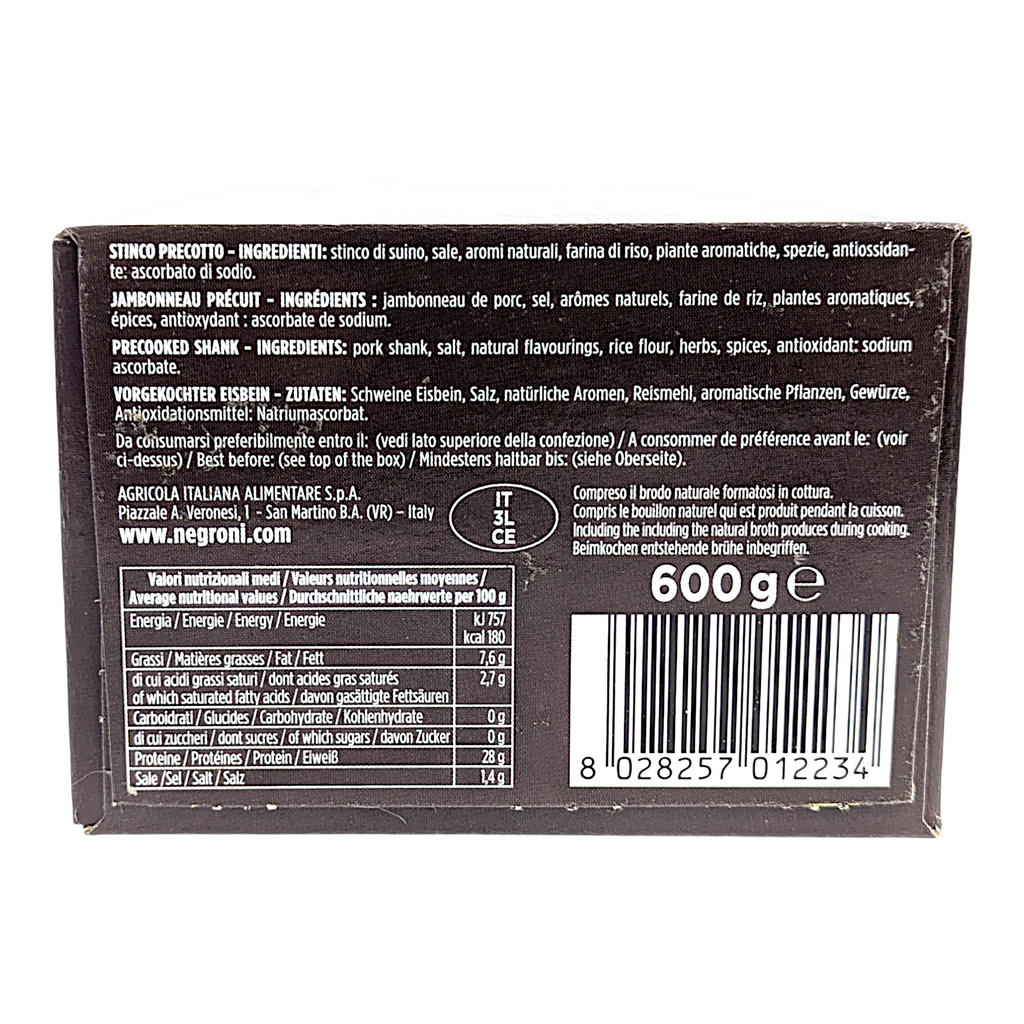 STINCO PRECOTTO - INGREDIENTI: stinco di suino, sale, aromi naturali, farina di riso, piante aromatiche, spezie, antiossidan-
te: ascorbato di sodio.
JAMBONNEAU PRÉCUIT - INGRÉDIENTS : jambonneau de porc, sel, arômes naturels, farine de riz, plantes aromatiques,
épices, antioxydant : ascorbate de sodium.
PRECOOKED SHANK - INGREDIENTS: pork shank, salt, natural flavourings, rice flour, herbs, spices, antioxidant: sodium
ascorbate.
VORGEKOCHTER EISBEIN - ZUTATEN: Schweine Eisbein, Salz, natürliche Aromen, Reismehl, aromatische Pflanzen, Gewürze,
Antioxidationsmittel: Natriumascorbat.
Da consumarsi preferibilmente entro il: (vedi lato superiore della confezione) / A consommer de préférence avant le: (voir
ci-dessus) / Best before: (see top of the box) / Mindestens haltbar bis: (siehe Oberseite).
AGRICOLA ITALIANA ALIMENTARE S.p.A.
Piazzale A. Veronesi, 1 - San Martino B.A. (VR) – Italy
www.negroni.com
IT
3L
CE
Compreso il brodo naturale formatosi in cottura.
Compris le bouillon naturel qui est produit pendant la cuisson.
Including the including the natural broth produces during cooking.
Beimkochen entstehende brühe inbegriffen.
600 g ℮
Valori nutrizionali medi / Valeurs nutritionnelles moyennes /
Average nutritional values / Durchschnittliche naehrwerte per 100 g
Energia / Energie / Energy / Energie kJ 757
kcal 180
Grassi / Matières grasses / Fat / Fett 7,6 g
di cui acidi grassi saturi / dont acides gras saturés 2,7 g
of which saturated fatty acids / davon gasättigte Fettsäuren
Carboidrati / Glucides / Carbohydrate / Kohlenhydrate 0 g
di cui zuccheri / dont sucres / of which sugars / davon Zucker 0 g
Proteine / Protéines / Protein / Eiweiß 28 g
Sale /Sel / Salt / Salz 1,4 g
8 028257 012234